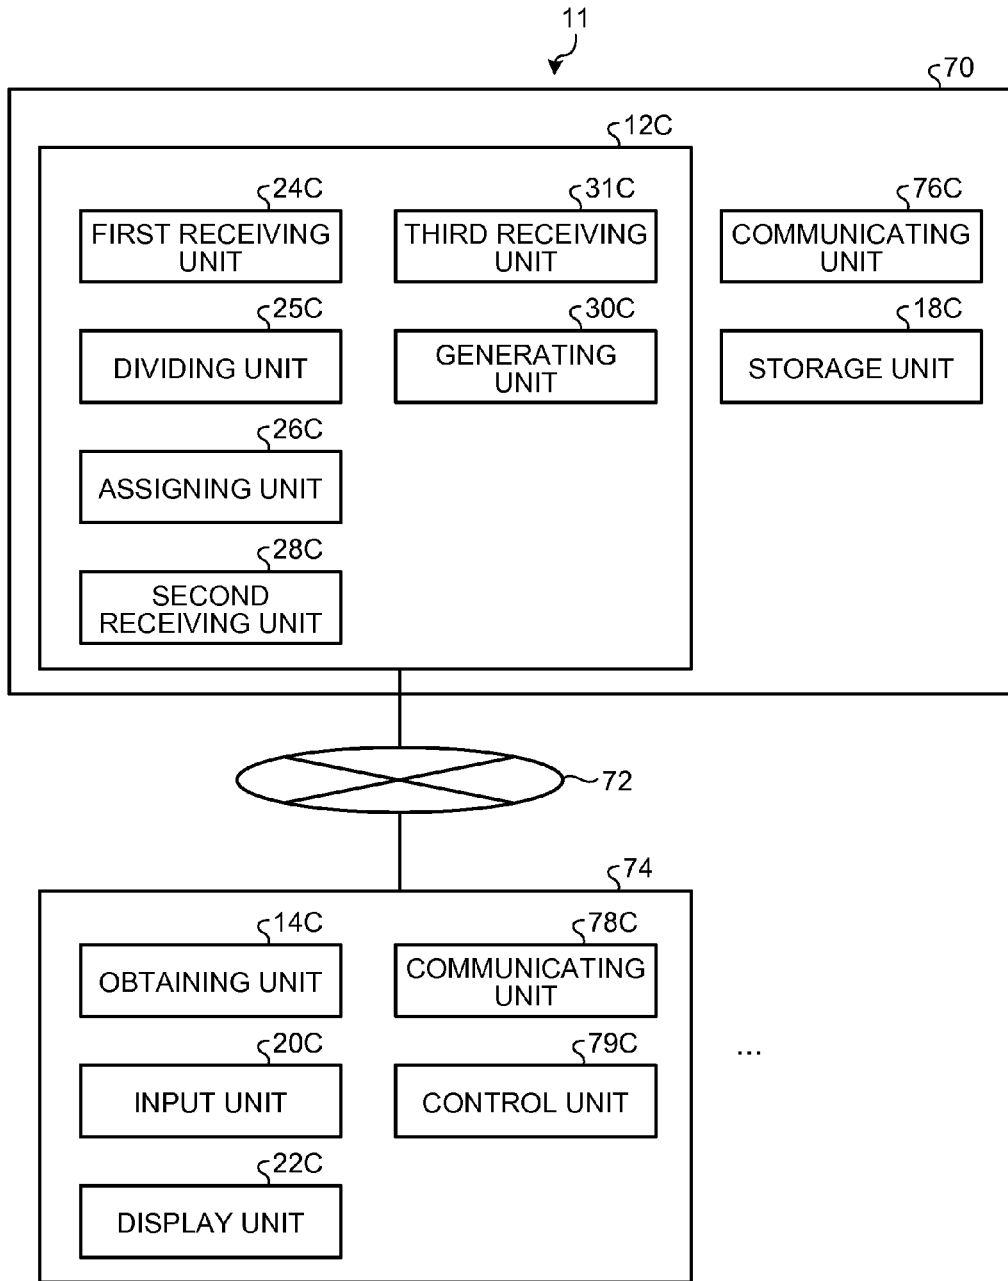 11
70
12C
24C
FIRST RECEIVING
UNIT
31C
THIRD RECEIVING
UNIT
76C
COMMUNICATING
UNIT
25C
DIVIDING UNIT
30C
GENERATING
UNIT
18C
STORAGE UNIT
26C
ASSIGNING UNIT
28C
SECOND
RECEIVING UNIT
72
74
14C
OBTAINING UNIT
78C
COMMUNICATING
UNIT
20C
INPUT UNIT
79C
CONTROL UNIT
...
22C
DISPLAY UNIT